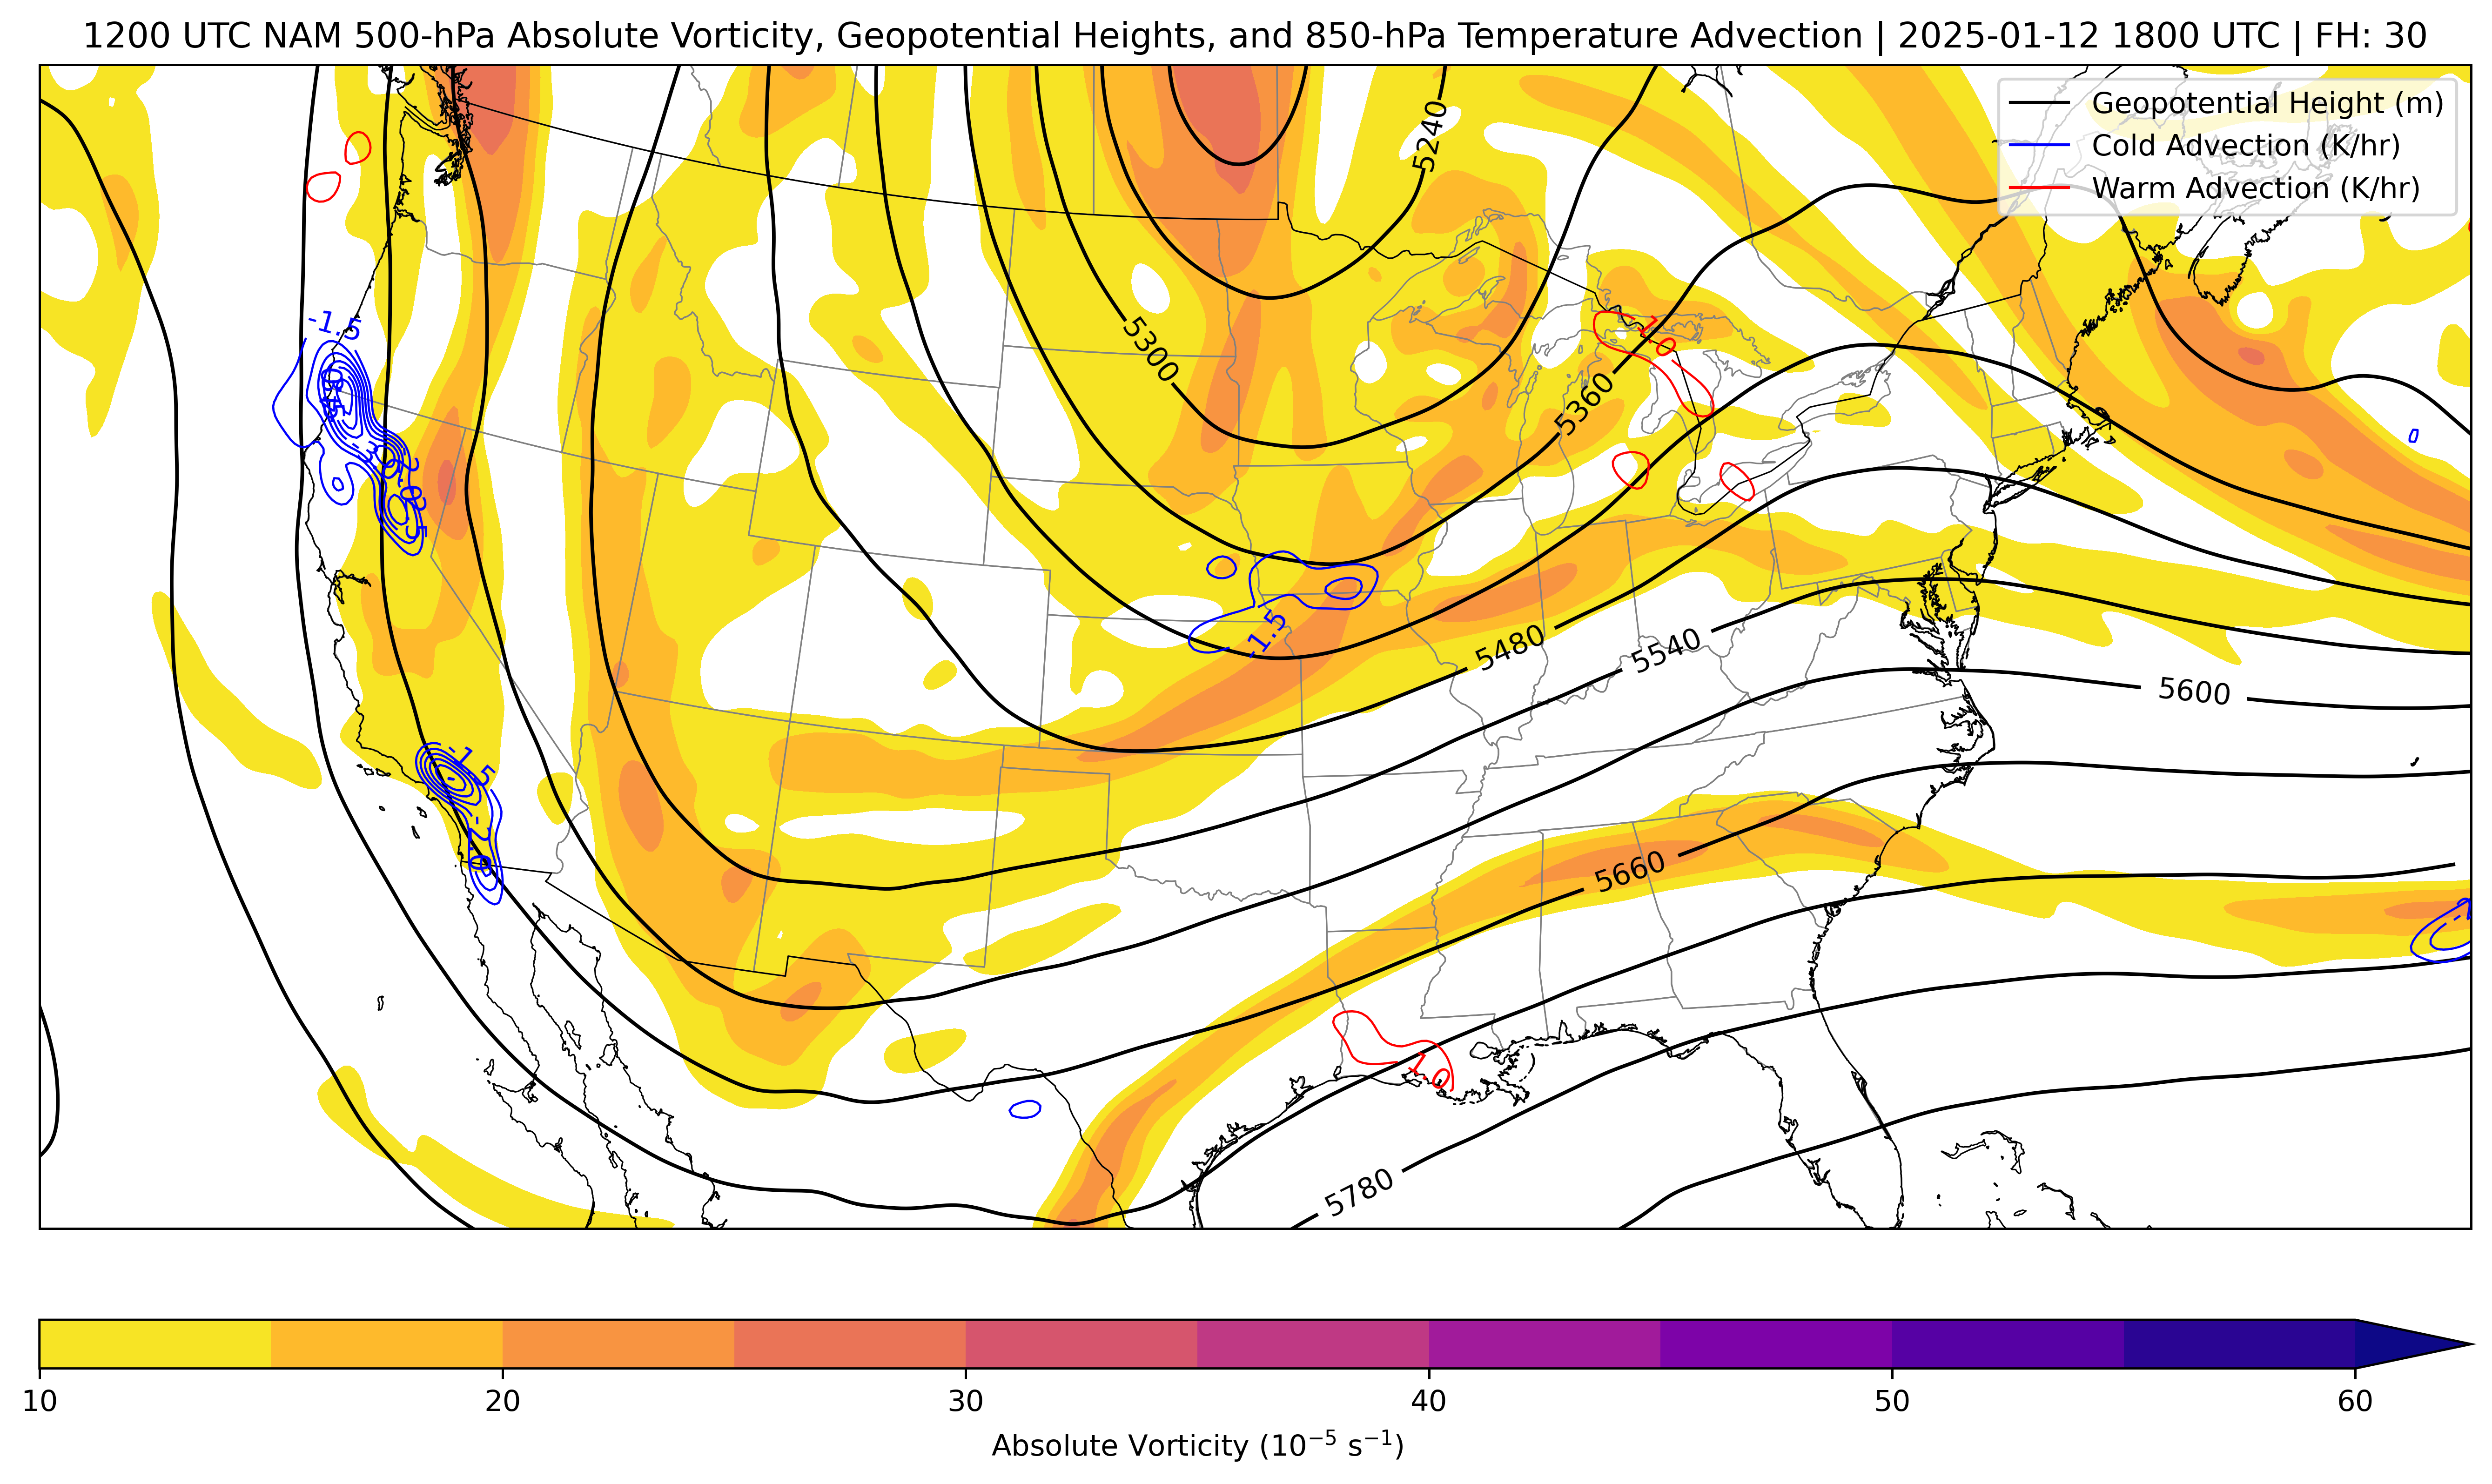 1200 UTC NAM 500-hPa Absolute Vorticity, Geopotential Heights, and 850-hPa Temperature Advection | 2025-01-12 1800 UTC | FH: 30
Geopotential Height (m)
Cold Advection (K/hr)
Warm Advection (K/hr)
5240
5300
5360
5480
5540
5600
5660
5780
-1.5
1.0
-1.5
-1.5
-2.0
1.0
10 20 30 40 50 60
Absolute Vorticity (10⁻⁵ s⁻¹)